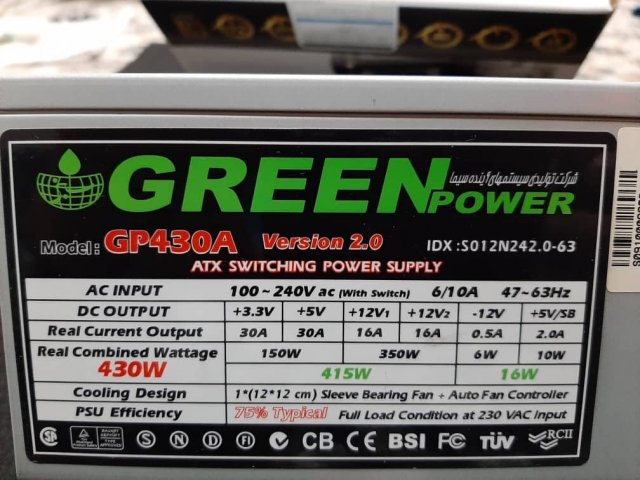 شرکت تولیدی سیستمهای آینده سیما
GREEN POWER
Model: GP430A Version 2.0 IDX :S012N242.0-63
ATX SWITCHING POWER SUPPLY
AC INPUT 100~240V ac (With Switch) 6/10A 47~63Hz
DC OUTPUT +3.3V +5V +12V1 +12V2 -12V +5V/SB
Real Current Output 30A 30A 16A 16A 0.5A 2.0A
Real Combined Wattage 150W 350W 6W 10W
430W 415W 16W
Cooling Design 1*(12*12 cm) Sleeve Bearing Fan + Auto Fan Controller
PSU Efficiency 75% Typical Full Load Condition at 230 VAC Input
S N D FI CB CE BSI FC TÜV RCII